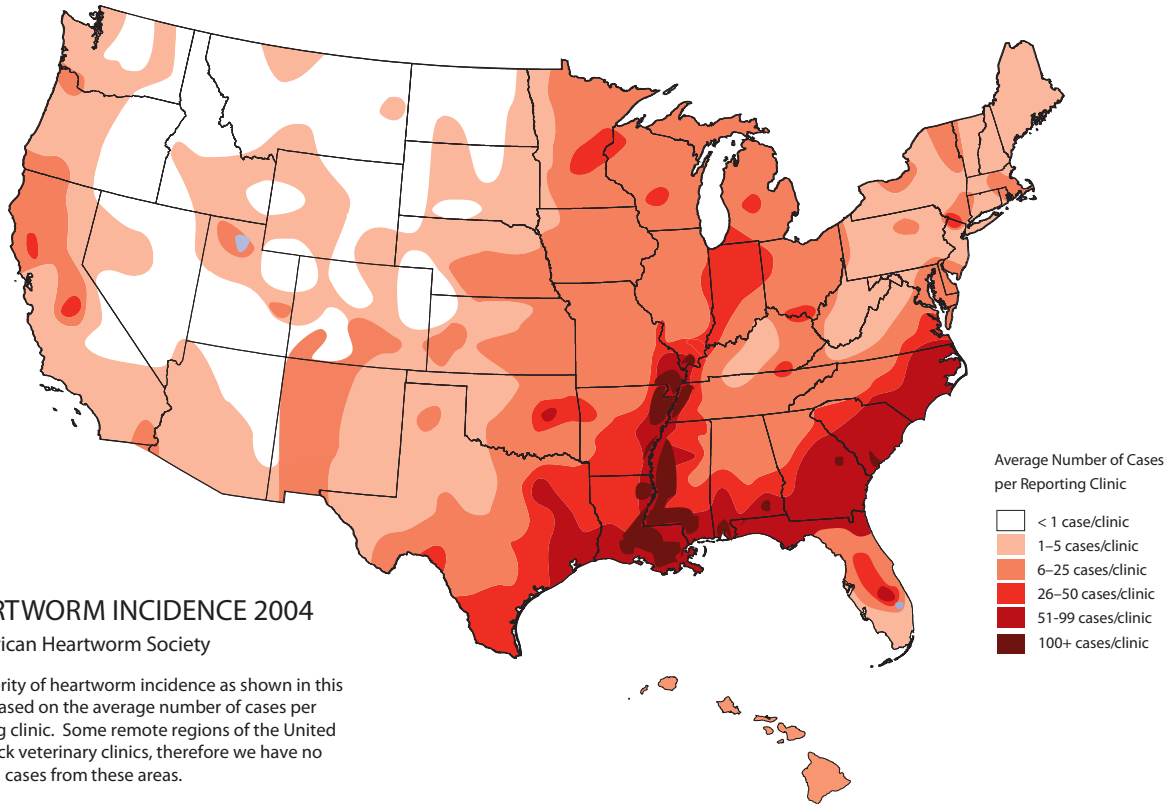 Average Number of Cases
per Reporting Clinic
< 1 case/clinic
1–5 cases/clinic
6–25 cases/clinic
26–50 cases/clinic
51-99 cases/clinic
100+ cases/clinic
RTWORM INCIDENCE 2004
rican Heartworm Society
rity of heartworm incidence as shown in this
ased on the average number of cases per
g clinic. Some remote regions of the United
ck veterinary clinics, therefore we have no
cases from these areas.